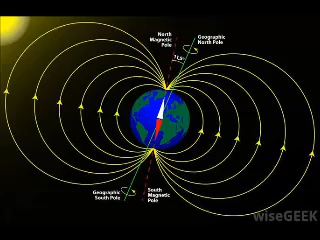 North
Magnetic
Pole
Geographic
North Pole
Geographic
South Pole
South
Magnetic
Pole
wiseGEEK